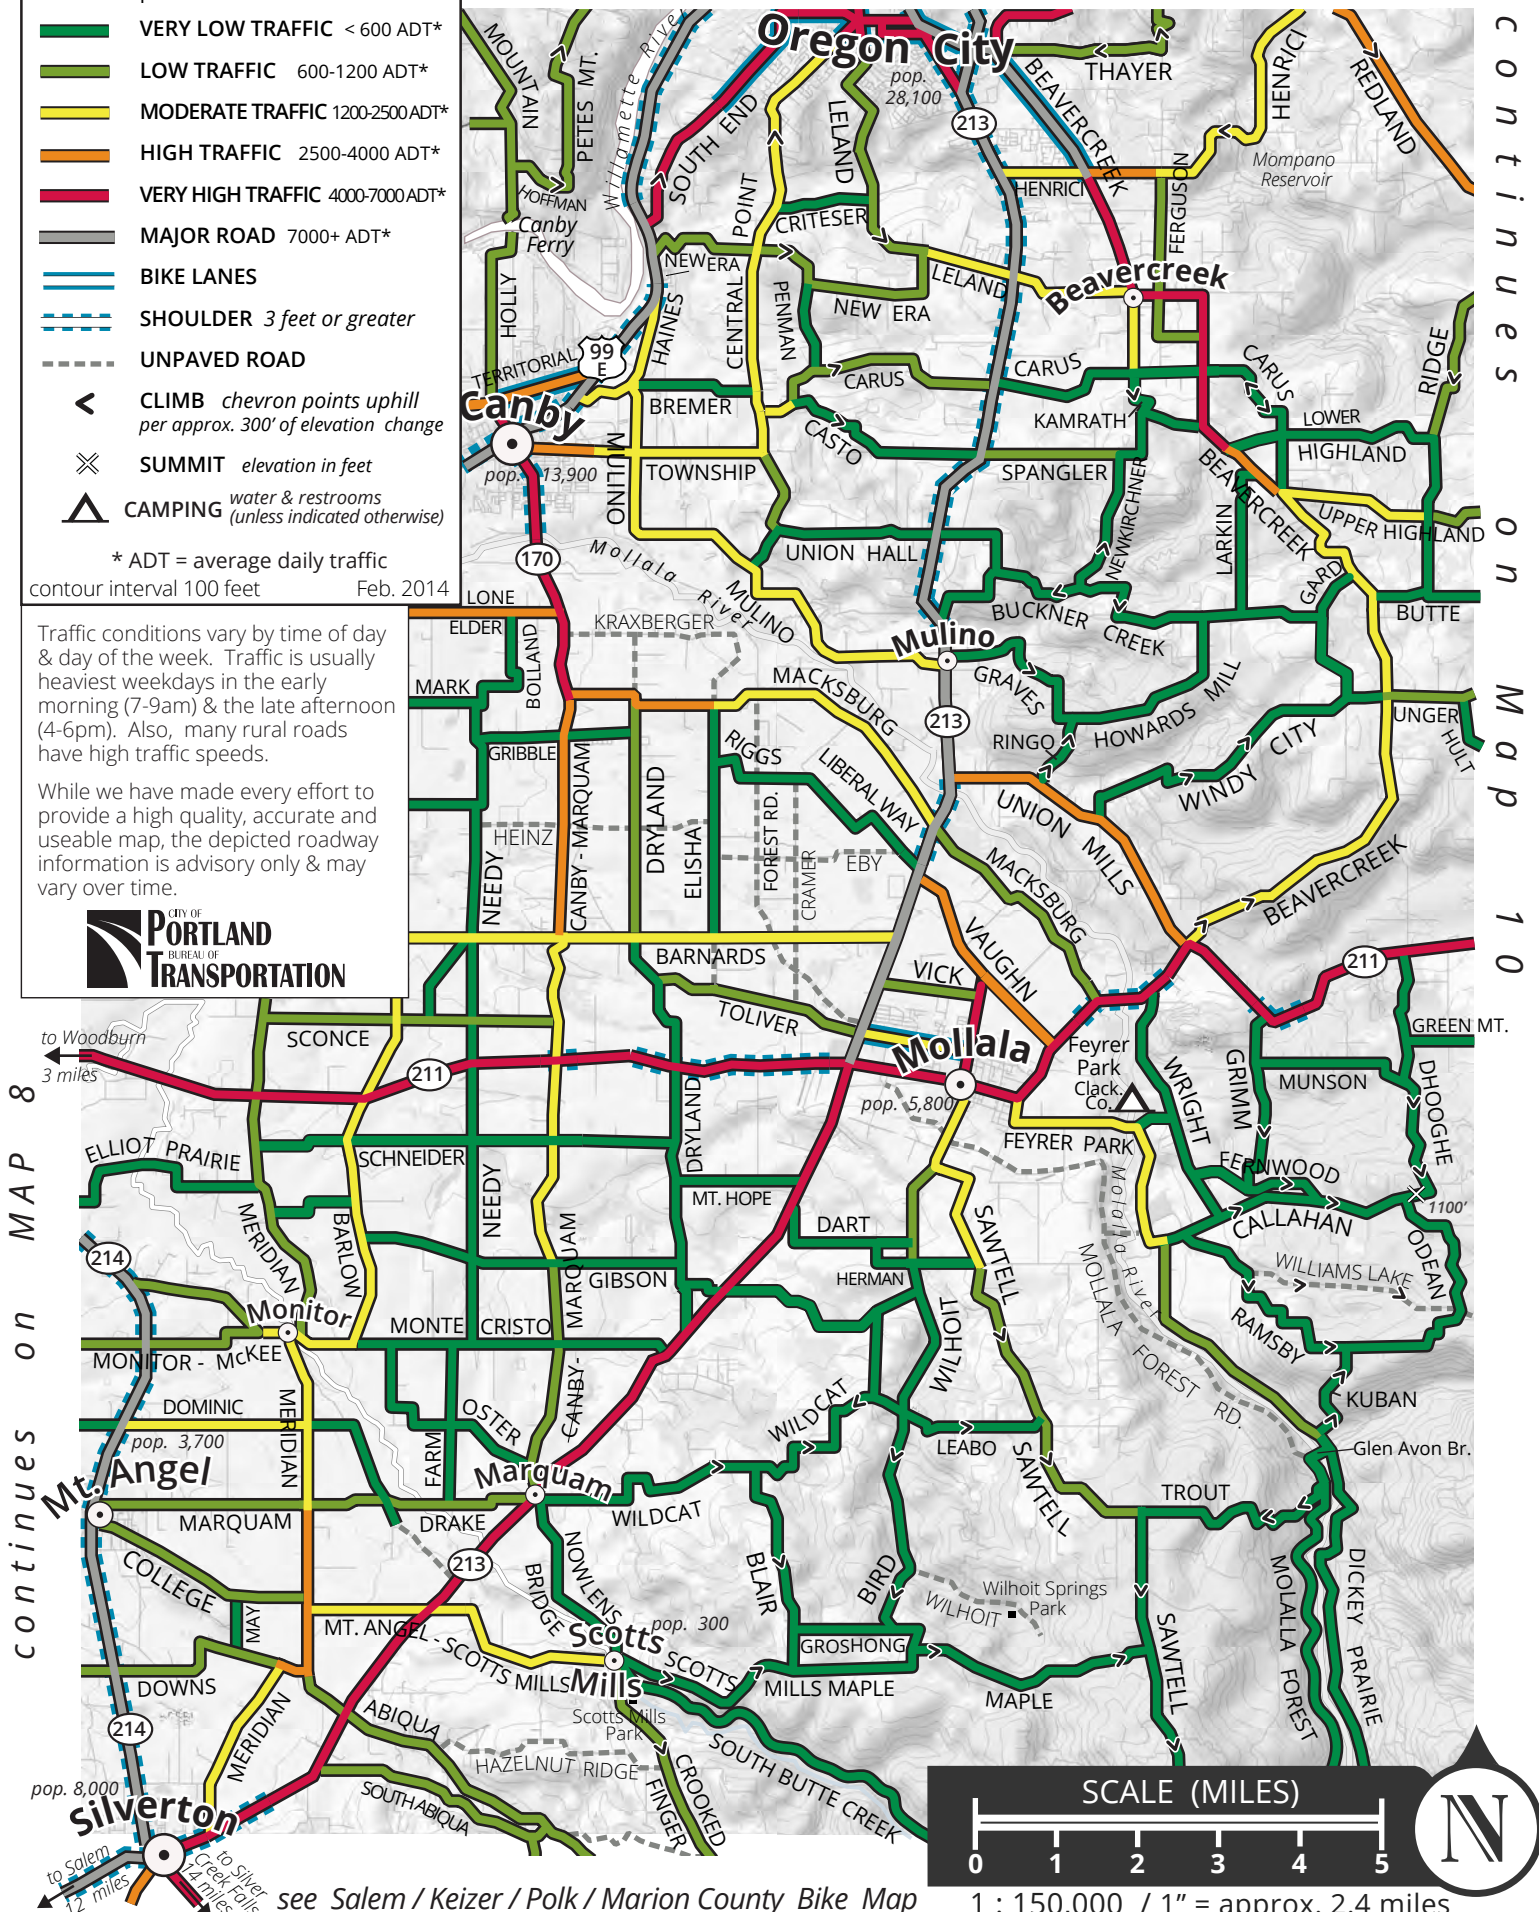 VERY LOW TRAFFIC < 600 ADT*
LOW TRAFFIC 600-1200 ADT*
MODERATE TRAFFIC 1200-2500 ADT*
HIGH TRAFFIC 2500-4000 ADT*
VERY HIGH TRAFFIC 4000-7000 ADT*
MAJOR ROAD 7000+ ADT*
BIKE LANES
SHOULDER 3 feet or greater
UNPAVED ROAD
CLIMB chevron points uphill
per approx. 300' of elevation change
SUMMIT elevation in feet
CAMPING water & restrooms
(unless indicated otherwise)
* ADT = average daily traffic
contour interval 100 feet Feb. 2014
Traffic conditions vary by time of day
& day of the week. Traffic is usually
heaviest weekdays in the early
morning (7-9am) & the late afternoon
(4-6pm). Also, many rural roads
have high traffic speeds.
While we have made every effort to
provide a high quality, accurate and
useable map, the depicted roadway
information is advisory only & may
vary over time.
CITY OF
PORTLAND
BUREAU OF
TRANSPORTATION
Oregon City
pop.
28,100
213
MOUNTAIN
PETES MT.
Willamette River
HOFFMAN
Canby
Ferry
HOLLY
SOUTH END
LELAND
BEAVERCREEK
THAYER
HENRICI
REDLAND
Mompano
Reservoir
HENRICI
FERGUSON
POINT
CRITESER
NEW ERA
CENTRAL
PENMAN
LELAND
NEW ERA
Beavercreek
HAINES
TERRITORIAL
99
E
Canby
pop. 13,900
BREMER
CARUS
CARUS
CARUS
RIDGE
KAMRATH
LOWER
HIGHLAND
CASTO
MULINO
TOWNSHIP
SPANGLER
BEAVERCREEK
UPPER HIGHLAND
NEWKIRCHNER
LARKIN
GARD
BUTTE
170
Mollala
River
UNION HALL
BUCKNER
CREEK
MULINO
Mulino
LONE
ELDER
BOLLAND
KRAXBERGER
MARK
MACKSBURG
GRAVES
213
RINGO
HOWARDS MILL
UNGER
HULT
GRIBBLE
CANBY - MARQUAM
RIGGS
LIBERAL WAY
UNION MILLS
WINDY CITY
HEINZ
NEEDY
DRYLAND
ELISHA
FOREST RD.
CRAMER
EBY
MACKSBURG
BEAVERCREEK
BARNARDS
VICK
VAUGHN
211
TOLIVER
Mollala
pop. 5,800
SCONCE
to Woodburn
3 miles
211
Feyrer
Park
Clack.
Co.
WRIGHT
GRIMM
GREEN MT.
MUNSON
DHOOGHE
FEYRER PARK
FERNWOOD
CALLAHAN
1100'
ODEAN
WILLIAMS LAKE
RAMSBY
KUBAN
Glen Avon Br.
ELLIOT PRAIRIE
SCHNEIDER
DRYLAND
MT. HOPE
DART
HERMAN
SAWTELL
Molalla River
MOLLALA
FOREST
RD.
214
MERIDIAN
BARLOW
NEEDY
MARQUAM
GIBSON
Monitor
MONTE CRISTO
MONITOR - McKEE
WILHOIT
DOMINIC
pop. 3,700
Mt. Angel
MERIDIAN
FARM
OSTER
CANBY-
WILDCAT
LEABO
SAWTELL
TROUT
Marquam
MARQUAM
DRAKE
WILDCAT
213
COLLEGE
MAY
BRIDGE
NOWLENS
BLAIR
BIRD
WILHOIT
Wilhoit Springs
Park
MT. ANGEL - SCOTTS MILLS
pop. 300
Scotts
Mills
SCOTTS
MILLS MAPLE
GROSHONG
MAPLE
SAWTELL
MOLALLA FOREST
DICKEY PRAIRIE
DOWNS
214
MERIDIAN
ABIQUA
Scotts Mills
Park
HAZELNUT RIDGE
SOUTH ABIQUA
CROOKED
FINGER
SOUTH BUTTE CREEK
pop. 8,000
Silverton
to Salem
12 miles
to Silver
Creek Falls
14 miles
see Salem / Keizer / Polk / Marion County Bike Map
SCALE (MILES)
0 1 2 3 4 5
1 : 150,000 / 1" = approx. 2.4 miles
N
continues on MAP 8
continues on Map 10